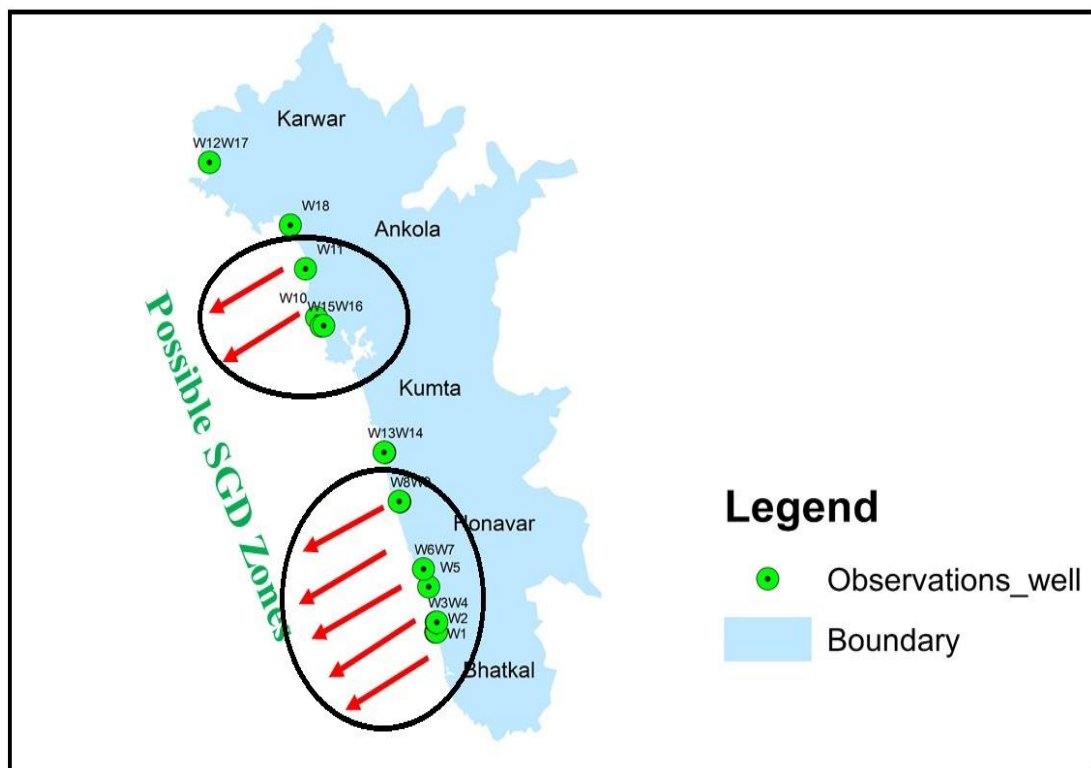 Karwar
W12W17
W18
Ankola
W11
W10
W15W16
Possible SGD Zones
Kumta
W13W14
W8W9
Honavar
W6W7
W5
W3W4
W2
W1
Bhatkal
Legend
Observations_well
Boundary